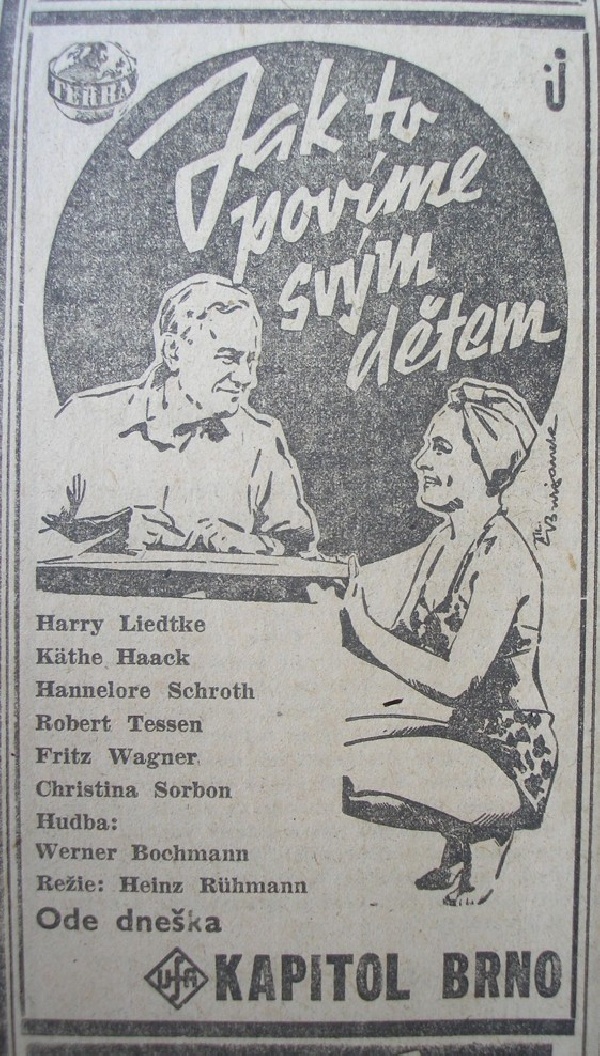 TERRA
Ü
Jak to
povíme
svým
dětem
Harry Liedtke
Käthe Haack
Hannelore Schroth
Robert Tessen
Fritz Wagner
Christina Sorbon
Hudba:
Werner Bochmann
Režie: Heinz Rühmann
Ode dneška
Ufa KAPITOL BRNO